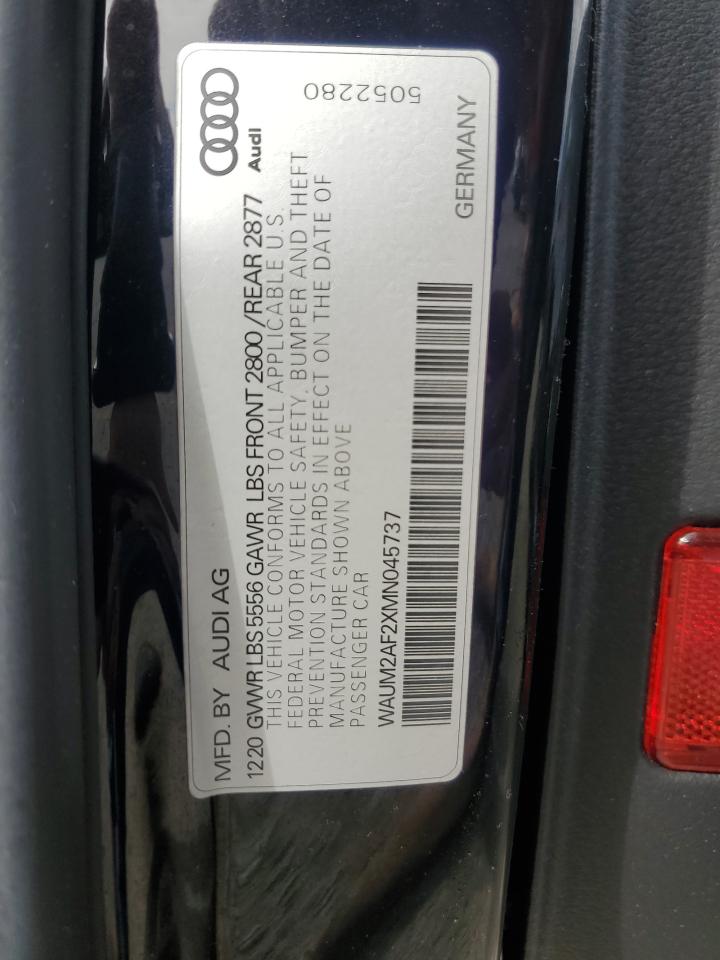 MFD. BY AUDI AG
Audi
1220 GVWR LBS 5556 GAWR LBS FRONT 2800 / REAR 2877
THIS VEHICLE CONFORMS TO ALL APPLICABLE U.S.
FEDERAL MOTOR VEHICLE SAFETY, BUMPER AND THEFT
PREVENTION STANDARDS IN EFFECT ON THE DATE OF
MANUFACTURE SHOWN ABOVE
PASSENGER CAR
5052280
WAUM2AF2XMN045737
GERMANY